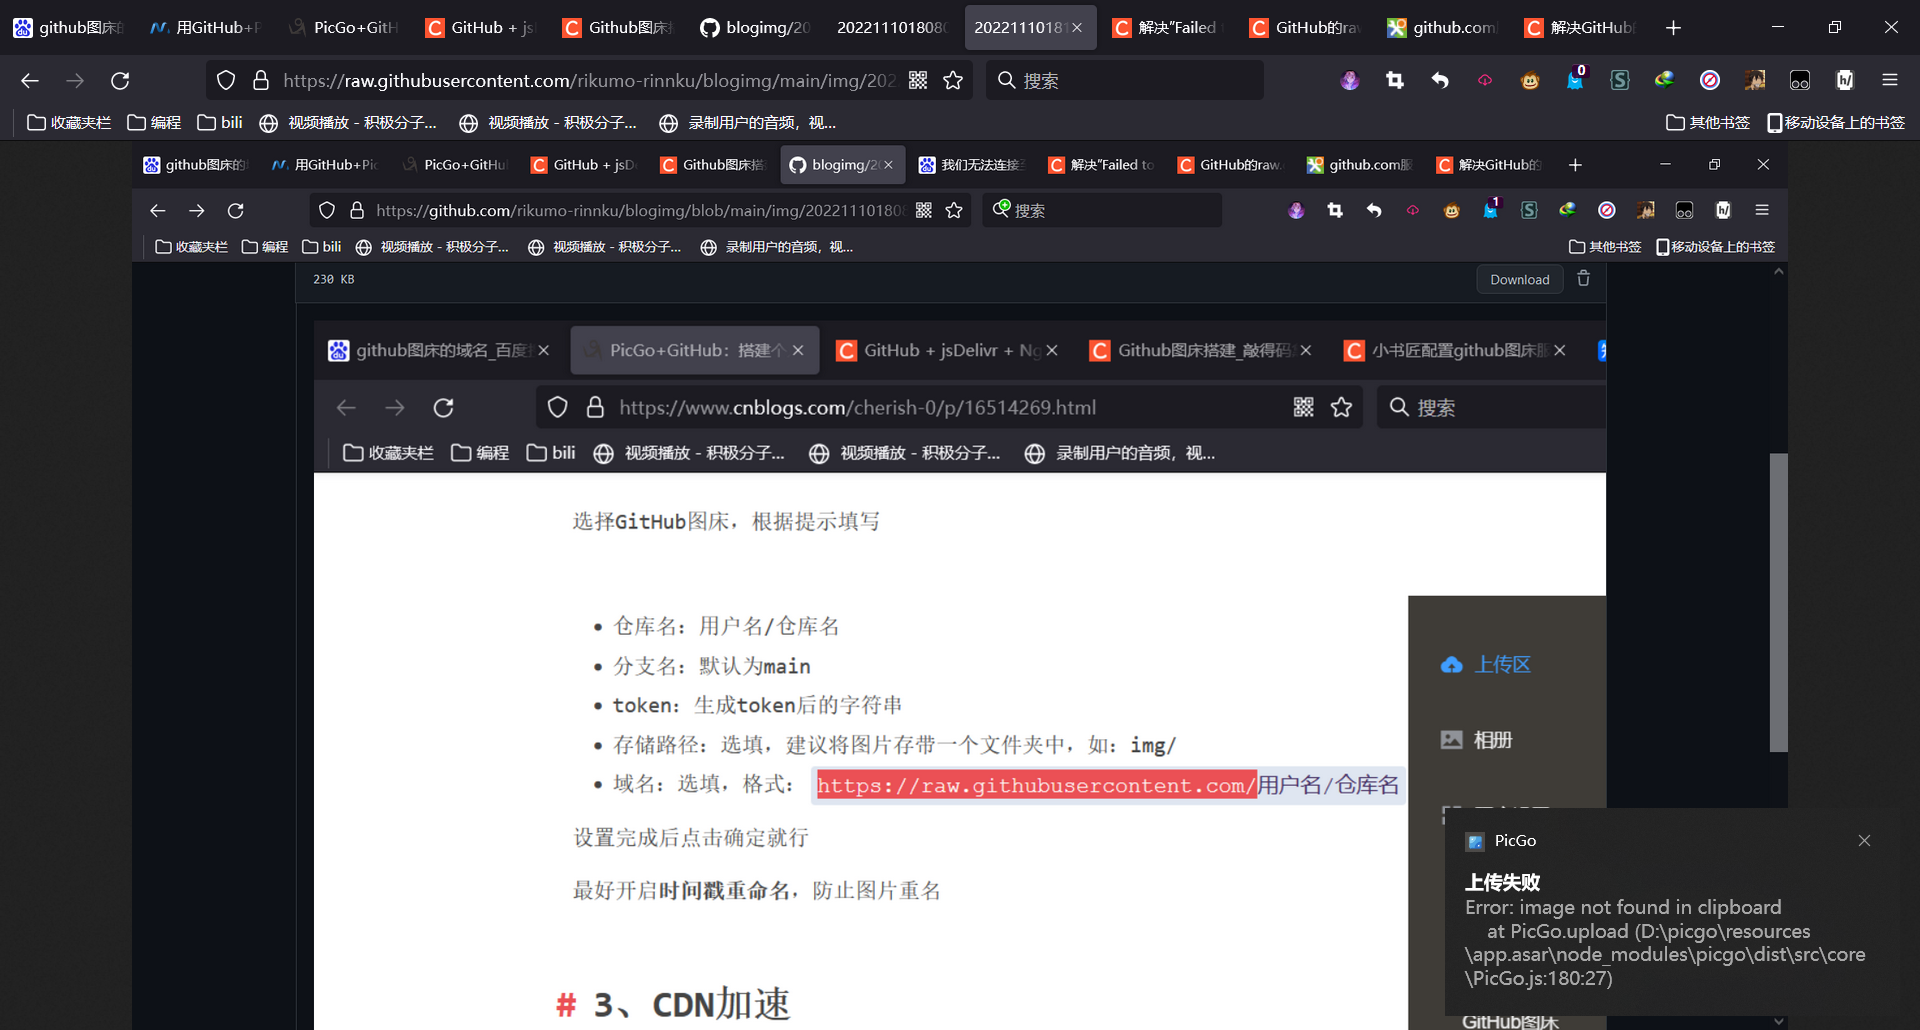 github图床
用GitHub+P
PicGo+GitH
GitHub + js
Github图床
blogimg/20
2022111018080
20221110181
解决"Failed
GitHub的raw
github.com
解决GitHub的
https://raw.githubusercontent.com/rikumo-rinnku/blogimg/main/img/202
搜索
0
收藏夹栏
编程
bili
视频播放 - 积极分子...
视频播放 - 积极分子...
录制用户的音频，视...
其他书签
移动设备上的书签
github图床的
用GitHub+Pic
PicGo+GitHu
GitHub + jsD
Github图床搭
blogimg/20
我们无法连接
解决"Failed to
GitHub的raw.
github.com服
解决GitHub的
https://github.com/rikumo-rinnku/blogimg/blob/main/img/202211101808
搜索
1
收藏夹栏
编程
bili
视频播放 - 积极分子...
视频播放 - 积极分子...
录制用户的音频，视...
其他书签
移动设备上的书签
230 KB
Download
github图床的域名_百度
PicGo+GitHub：搭建个
GitHub + jsDelivr + Ng
Github图床搭建_敲得码
小书匠配置github图床服
https://www.cnblogs.com/cherish-0/p/16514269.html
搜索
收藏夹栏
编程
bili
视频播放 - 积极分子...
视频播放 - 积极分子...
录制用户的音频，视...
选择GitHub图床，根据提示填写
• 仓库名：用户名/仓库名
• 分支名：默认为main
• token：生成token后的字符串
• 存储路径：选填，建议将图片存带一个文件夹中，如：img/
• 域名：选填，格式： https://raw.githubusercontent.com/用户名/仓库名
设置完成后点击确定就行
最好开启时间戳重命名，防止图片重名
# 3、CDN加速
上传区
相册
PicGo
上传失败
Error: image not found in clipboard
at PicGo.upload (D:\picgo\resources
\app.asar\node_modules\picgo\dist\src\core
\PicGo.js:180:27)
GitHub图床